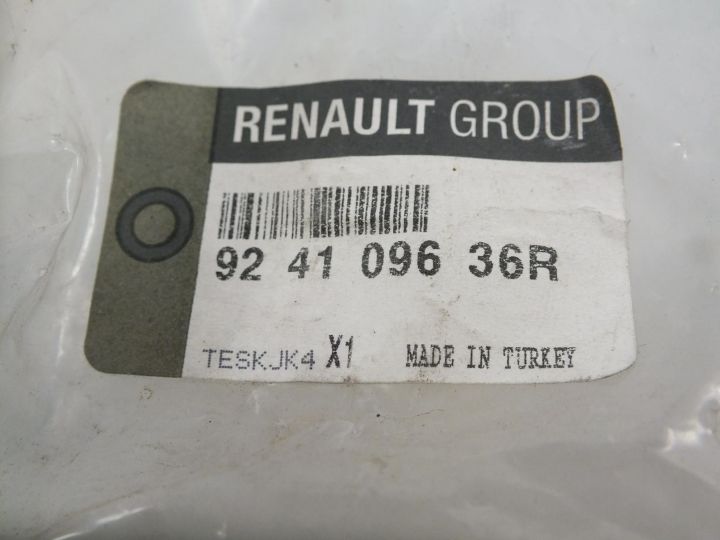 RENAULT GROUP
92 41 096 36R
TESKJK4 X1 MADE IN TURKEY